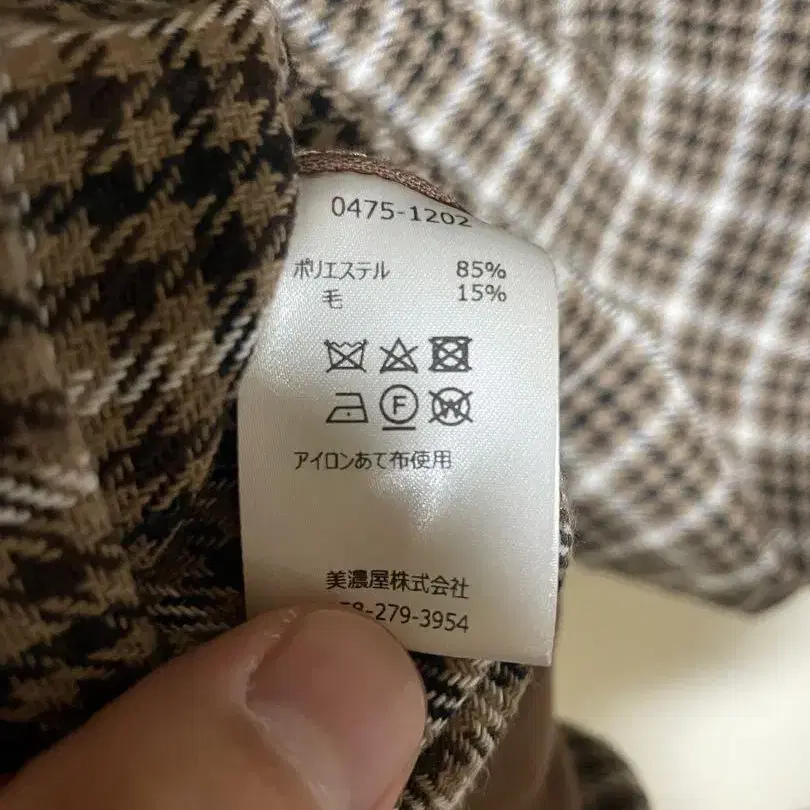 0475-1202
ポリエステル 85%
毛 15%
F
W
アイロンあて布使用
美濃屋株式会社
8-279-3954